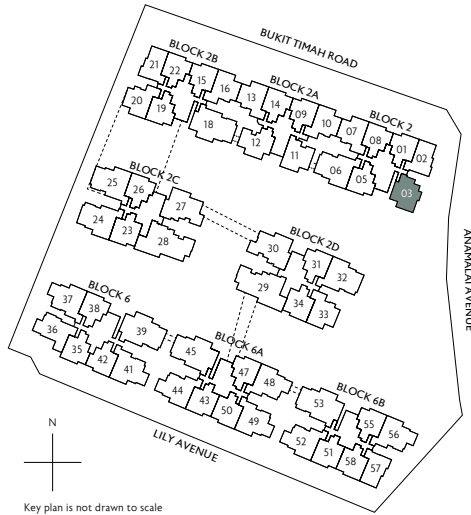 BUKIT TIMAH ROAD
BLOCK 2B
21 22 15 16 13 14 09 10 07 08 01 02
20 19 18 12 11 06 05 03
BLOCK 2A
BLOCK 2
ANAMALAI AVENUE
BLOCK 2C
25 26 27
24 23 28
BLOCK 2D
30 31 32
29 34 33
BLOCK 6
37 38 39
36 35 42 41
BLOCK 6A
45 47 48
44 43 50 49
BLOCK 6B
53 55 56
52 51 58 57
LILY AVENUE
N
Key plan is not drawn to scale